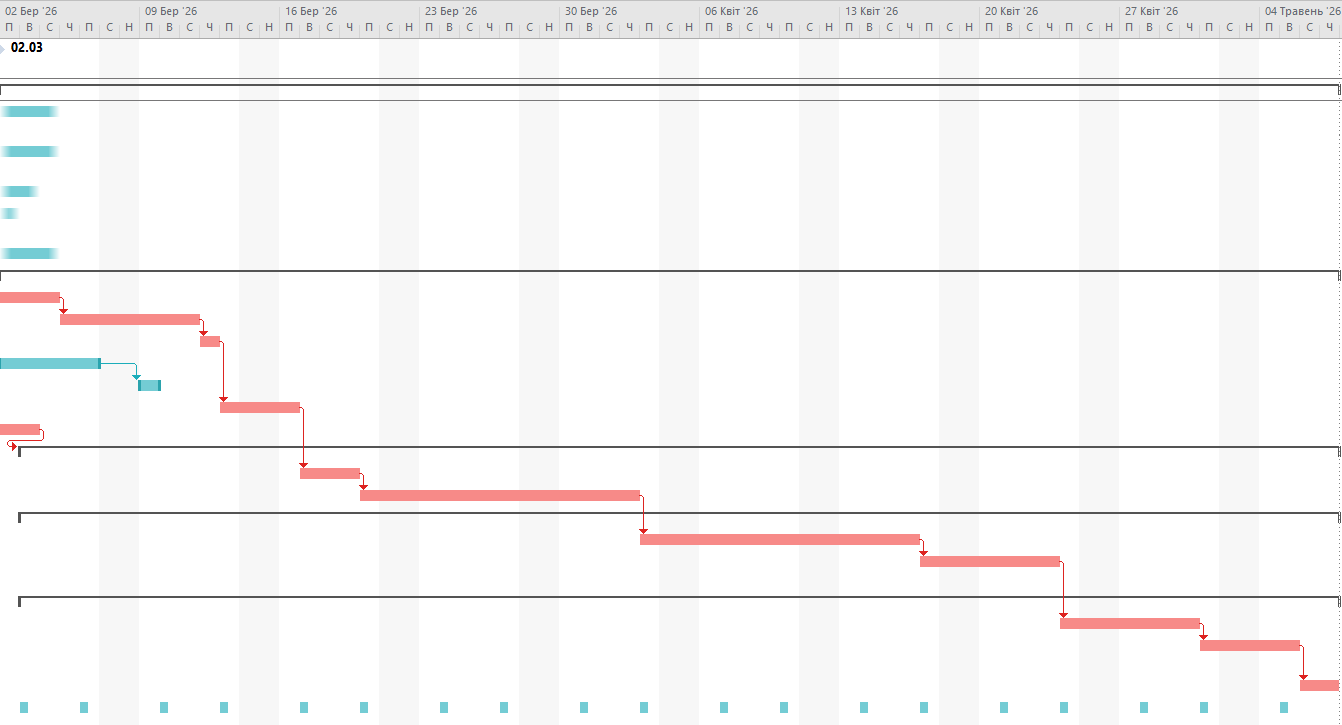 02 Бер '26 09 Бер '26 16 Бер '26 23 Бер '26 30 Бер '26 06 Квіт '26 13 Квіт '26 20 Квіт '26 27 Квіт '26 04 Травень '26
П В С Ч П С Н П В С Ч П С Н П В С Ч П С Н П В С Ч П С Н П В С Ч П С Н П В С Ч П С Н П В С Ч П С Н П В С Ч П С Н П В С Ч П С Н П В С Ч
02.03